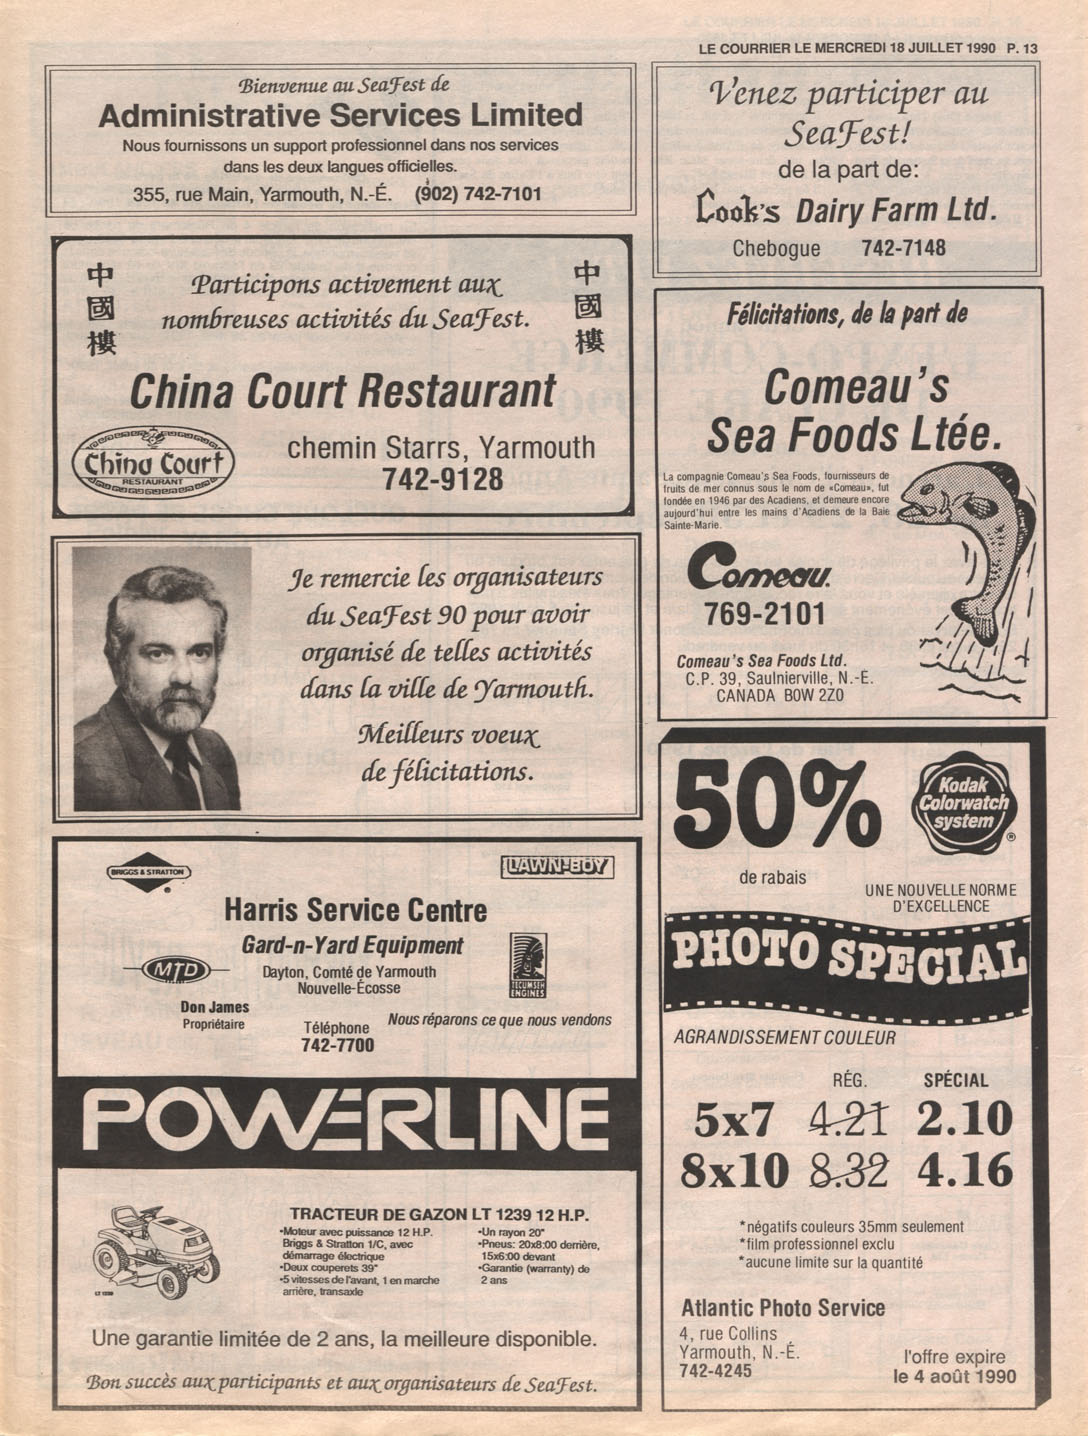 LE COURRIER LE MERCREDI 18 JUILLET 1990 P. 13
Bienvenue au SeaFest de
Administrative Services Limited
Nous fournissons un support professionnel dans nos services
dans les deux langues officielles.
355, rue Main, Yarmouth, N.-É. (902) 742-7101
Venez participer au
SeaFest!
de la part de:
Cook's Dairy Farm Ltd.
Chebogue 742-7148
中國樓
Participons activement aux
nombreuses activités du SeaFest.
中國樓
China Court Restaurant
China Court
RESTAURANT
chemin Starrs, Yarmouth
742-9128
Félicitations, de la part de
Comeau's
Sea Foods Ltée.
La compagnie Comeau's Sea Foods, fournisseurs de
fruits de mer connus sous le nom de «Comeau», fut
fondée en 1946 par des Acadiens, et demeure encore
aujourd'hui entre les mains d'Acadiens de la Baie
Sainte-Marie.
Comeau
769-2101
Comeau's Sea Foods Ltd.
C.P. 39, Saulnierville, N.-É.
CANADA BOW 2ZO
Je remercie les organisateurs
du SeaFest 90 pour avoir
organisé de telles activités
dans la ville de Yarmouth.
Meilleurs voeux
de félicitations.
BRIGGS & STRATTON
LAWN-BOY
Harris Service Centre
Gard-n-Yard Equipment
MTD
Dayton, Comté de Yarmouth
Nouvelle-Écosse
TECUMSEH
ENGINES
Don James
Propriétaire
Téléphone
742-7700
Nous réparons ce que nous vendons
POWERLINE
TRACTEUR DE GAZON LT 1239 12 H.P.
•Moteur avec puissance 12 H.P.
Briggs & Stratton 1/C, avec
démarrage électrique
•Deux couperets 39"
•5 vitesses de l'avant, 1 en marche
arrière, transaxle
•Un rayon 20"
•Pneus: 20x8:00 derrière,
15x6:00 devant
•Garantie (warranty) de
2 ans
LT 1239
Une garantie limitée de 2 ans, la meilleure disponible.
Bon succès aux participants et aux organisateurs de SeaFest.
50%
de rabais
Kodak
Colorwatch
system
®
UNE NOUVELLE NORME
D'EXCELLENCE
PHOTO SPECIAL
AGRANDISSEMENT COULEUR
RÉG. SPÉCIAL
5x7 4.21 2.10
8x10 8.32 4.16
*négatifs couleurs 35mm seulement
*film professionnel exclu
*aucune limite sur la quantité
Atlantic Photo Service
4, rue Collins
Yarmouth, N.-É.
742-4245
l'offre expire
le 4 août 1990